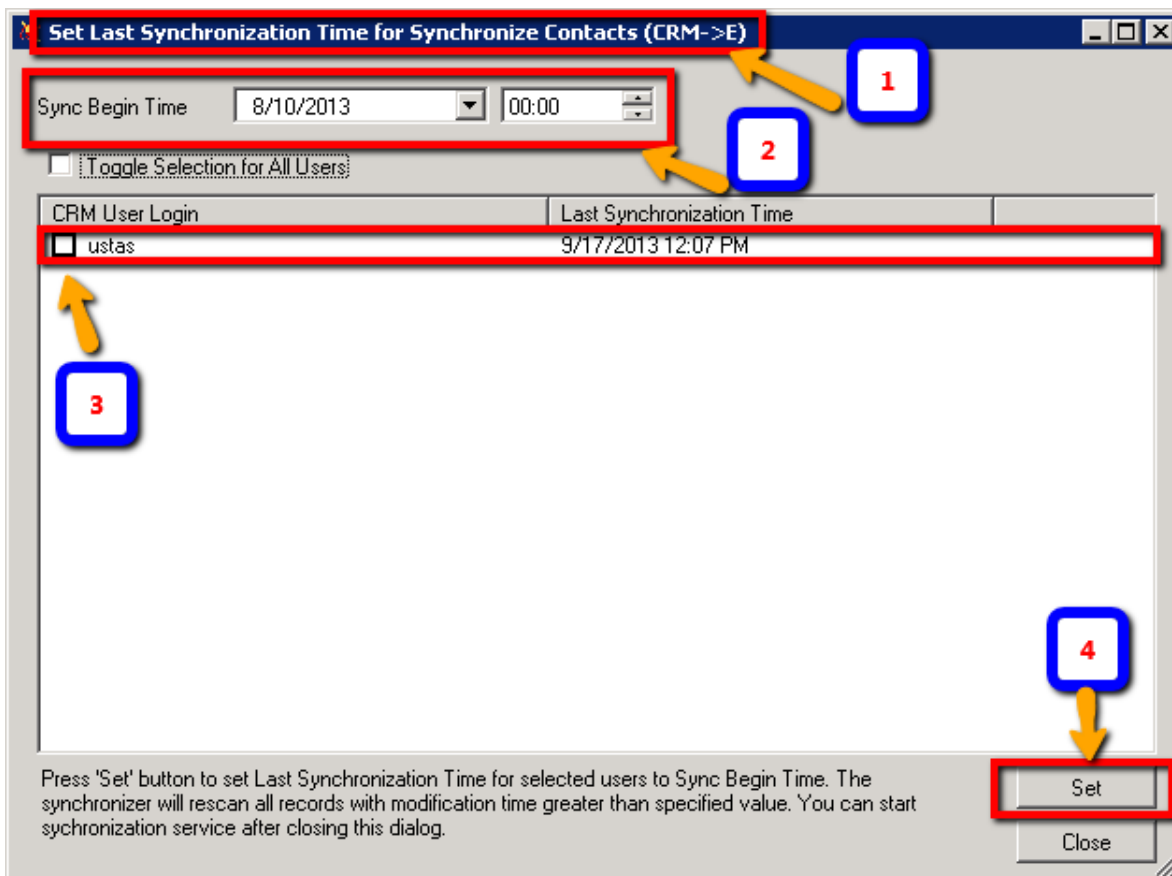 Set Last Synchronization Time for Synchronize Contacts (CRM->E)
1
Sync Begin Time 8/10/2013 00:00
2
Toggle Selection for All Users
CRM User Login Last Synchronization Time
ustas 9/17/2013 12:07 PM
3
4
Press 'Set' button to set Last Synchronization Time for selected users to Sync Begin Time. The
synchronizer will rescan all records with modification time greater than specified value. You can start
sychronization service after closing this dialog.
Set
Close